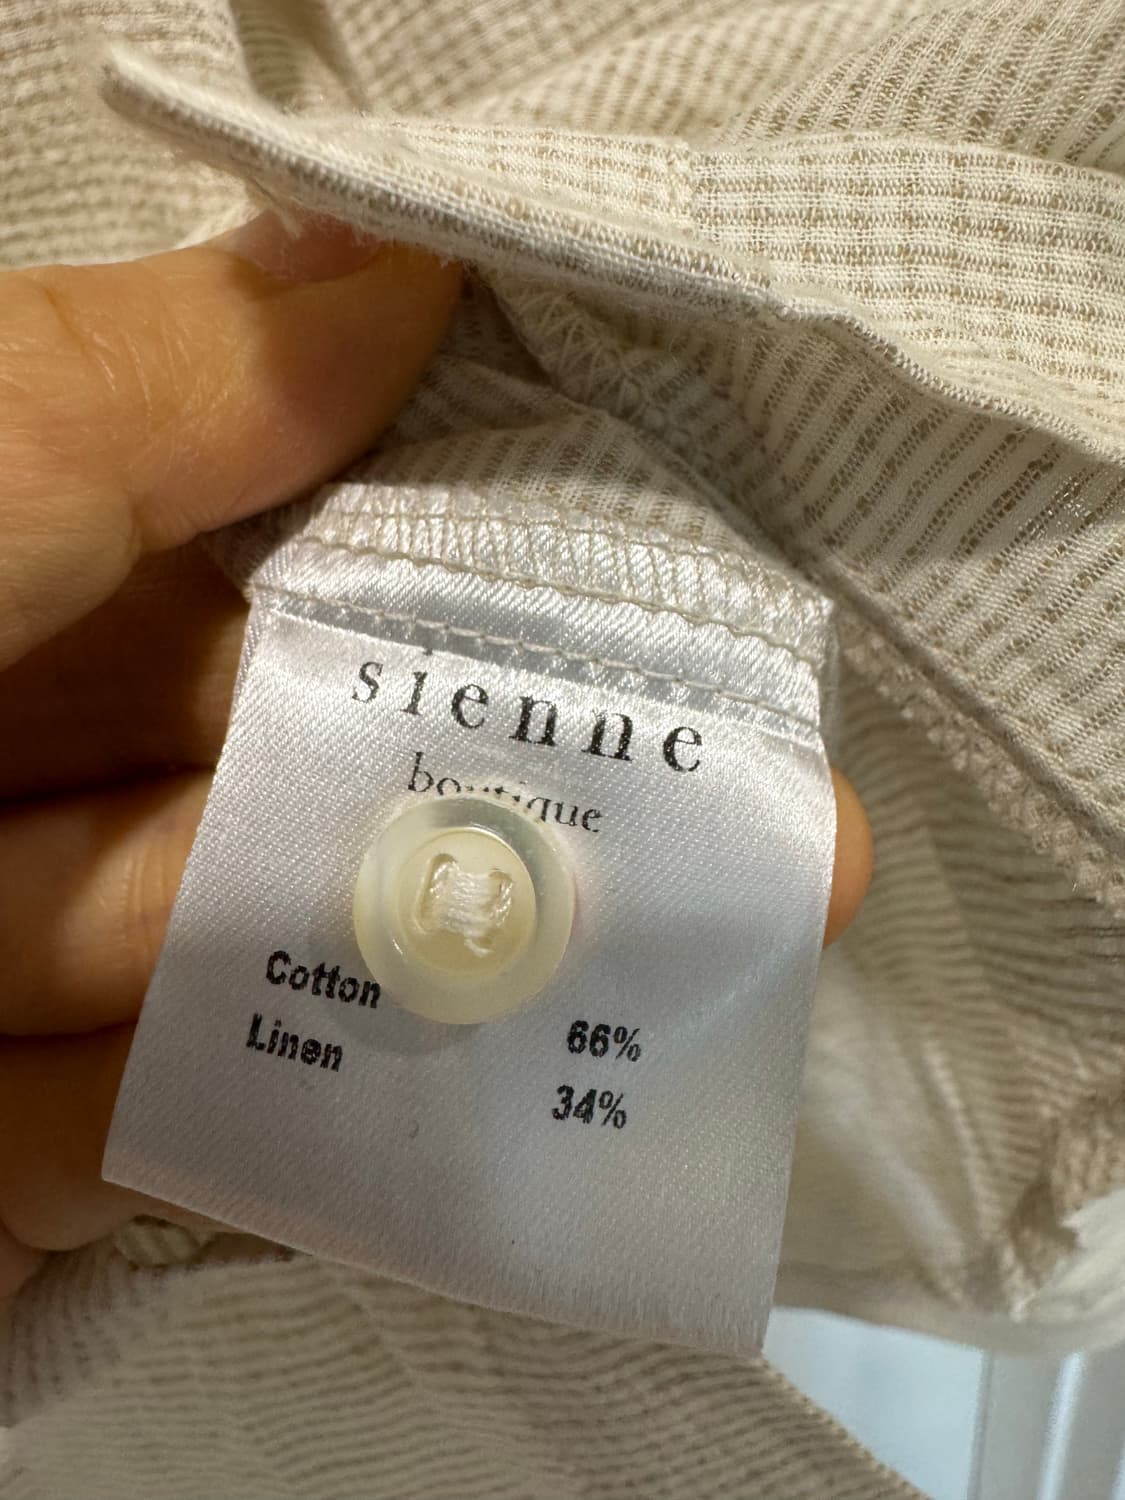 sienne
boutique
Cotton 66%
Linen 34%